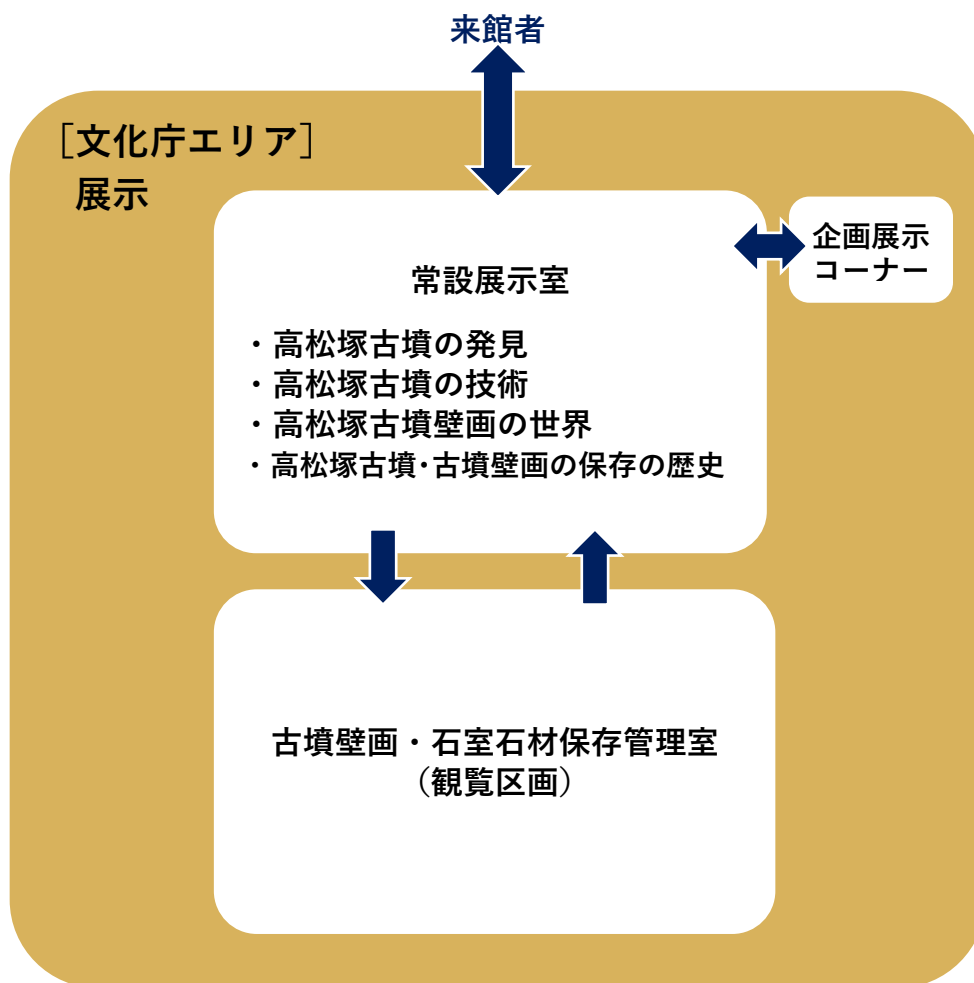 来館者
［文化庁エリア］
展示
企画展示
コーナー
常設展示室
・高松塚古墳の発見
・高松塚古墳の技術
・高松塚古墳壁画の世界
・高松塚古墳・古墳壁画の保存の歴史
古墳壁画・石室石材保存管理室
（観覧区画）